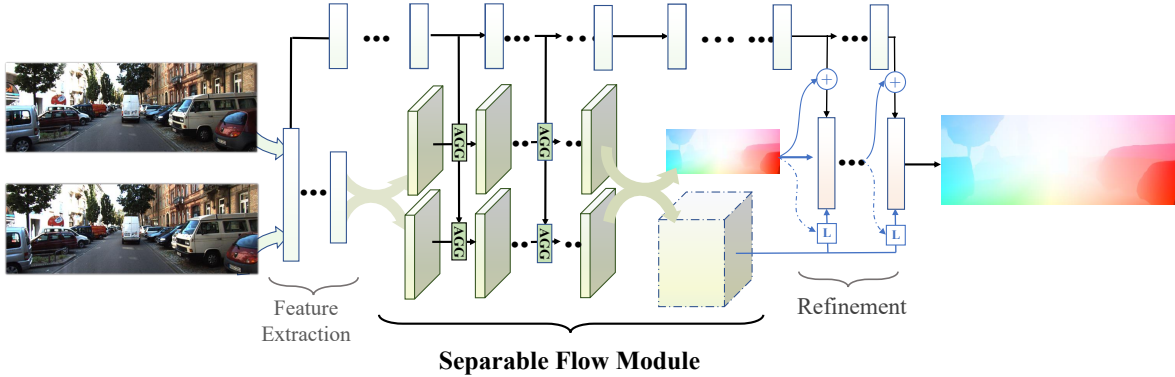 AGG
AGG
AGG
AGG
+
+
L
L
Feature
Extraction
Refinement
Separable Flow Module